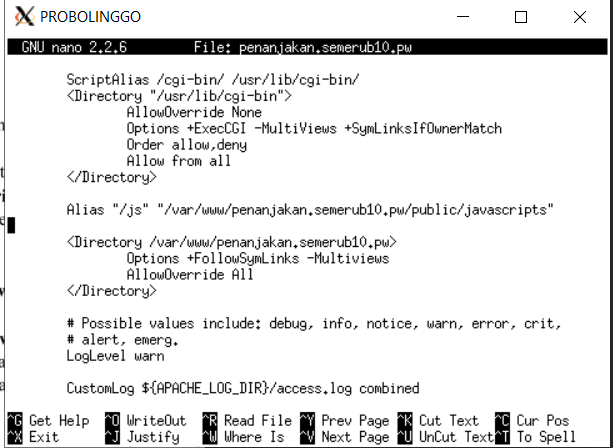 PROBOLINGGO
GNU nano 2.2.6 File: penanjakan.semerub10.pw
ScriptAlias /cgi-bin/ /usr/lib/cgi-bin/
<Directory "/usr/lib/cgi-bin">
AllowOverride None
Options +ExecCGI -MultiViews +SymLinksIfOwnerMatch
Order allow,deny
Allow from all
</Directory>
Alias "/js" "/var/www/penanjakan.semerub10.pw/public/javascripts"
<Directory /var/www/penanjakan.semerub10.pw>
Options +FollowSymLinks -Multiviews
AllowOverride All
</Directory>
# Possible values include: debug, info, notice, warn, error, crit,
# alert, emerg.
LogLevel warn
CustomLog ${APACHE_LOG_DIR}/access.log combined
^G Get Help ^O WriteOut ^R Read File ^Y Prev Page ^K Cut Text ^C Cur Pos
^X Exit ^J Justify ^W Where Is ^V Next Page ^U UnCut Text ^T To Spell